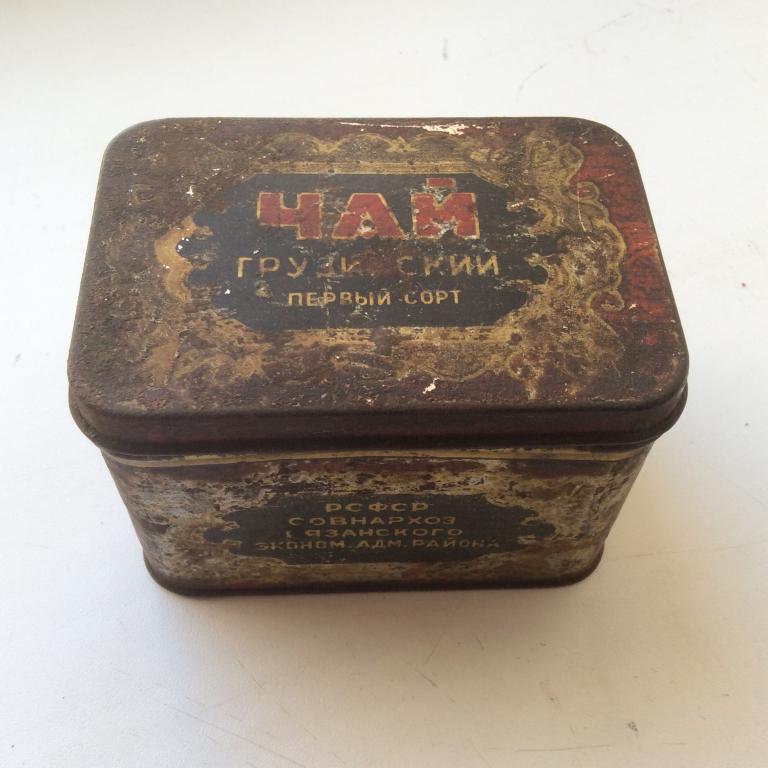 ЧАЙ
ГРУЗИНСКИЙ
ПЕРВЫЙ СОРТ
РСФСР
СОВНАРХОЗ
РЯЗАНСКОГО
ЭКОНОМ. АДМ. РАЙОНА